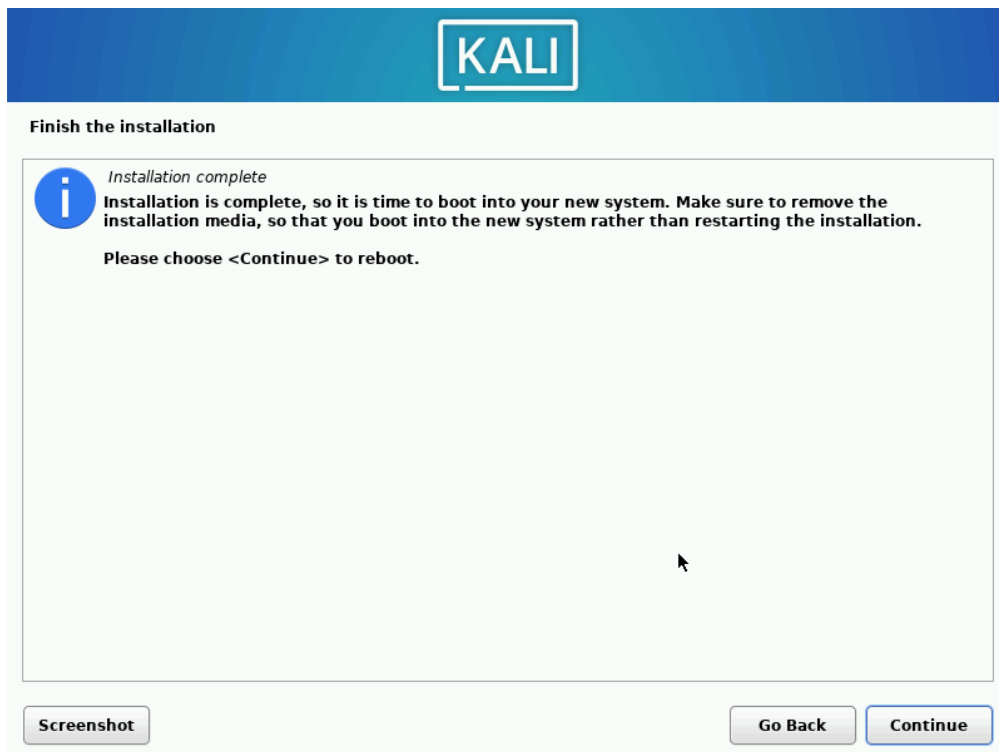 KALI
Finish the installation
Installation complete
Installation is complete, so it is time to boot into your new system. Make sure to remove the
installation media, so that you boot into the new system rather than restarting the installation.
Please choose <Continue> to reboot.
Screenshot
Go Back
Continue